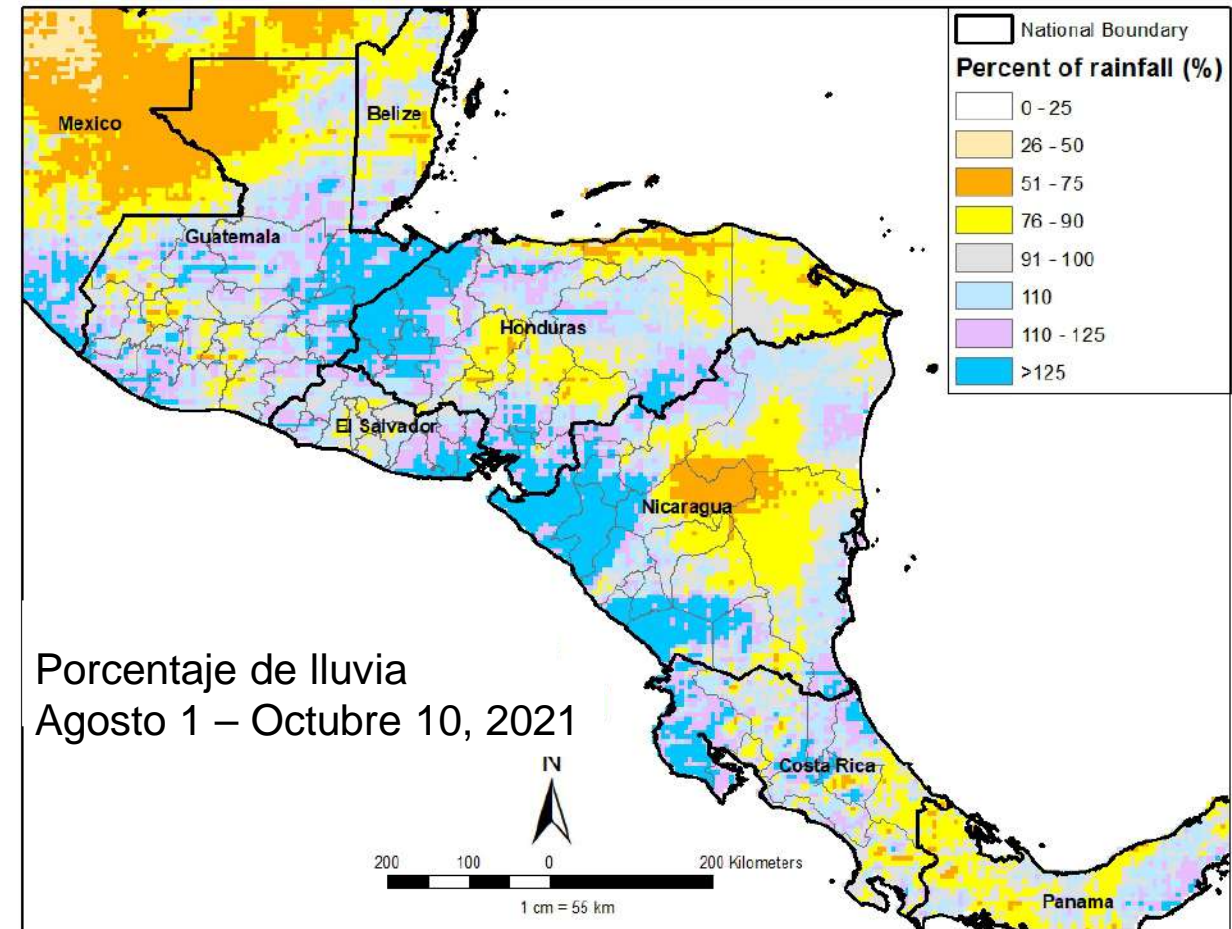 National Boundary
Percent of rainfall (%)
0 - 25
26 - 50
51 - 75
76 - 90
91 - 100
110
110 - 125
>125
Mexico
Belize
Guatemala
Honduras
El Salvador
Nicaragua
Costa Rica
Panama
Porcentaje de lluvia
Agosto 1 – Octubre 10, 2021
N
200 100 0 200 Kilometers
1 cm = 55 km